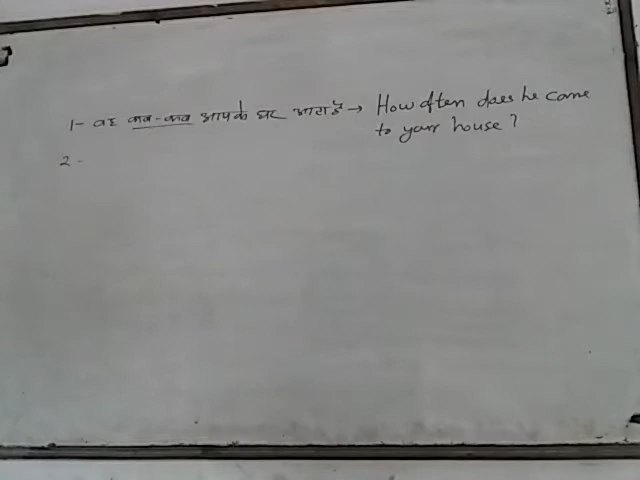 1- वह कब-कब आपके घर आता है → How often does he come
to your house?
2-